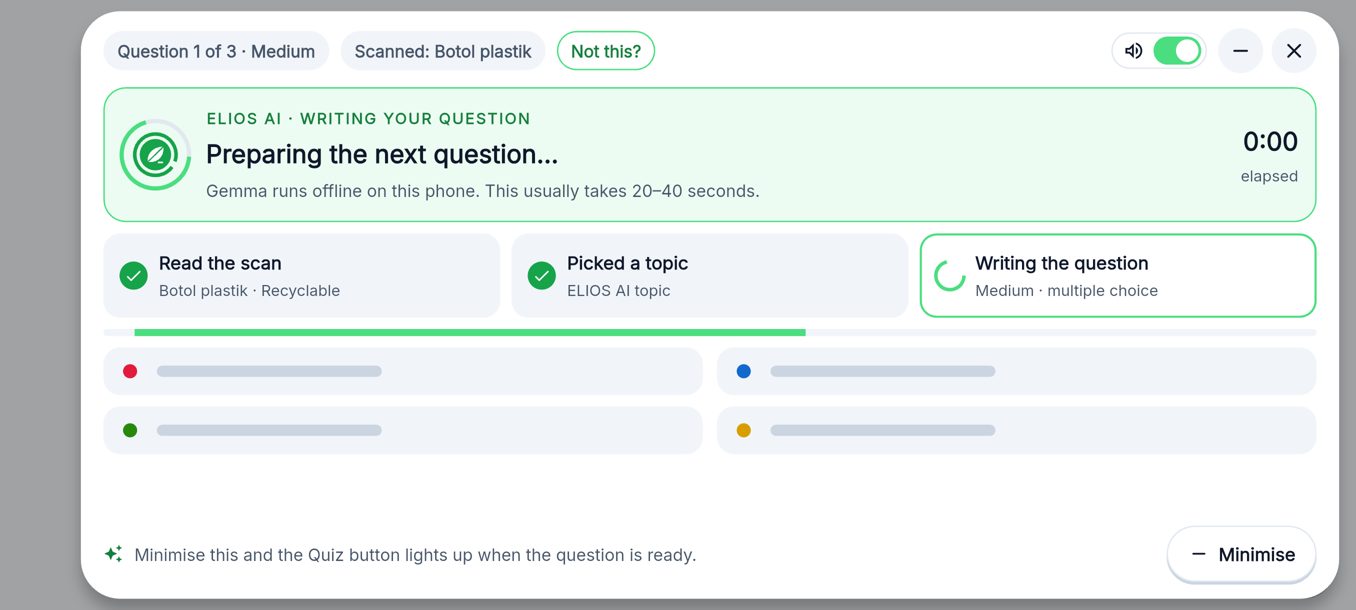 Question 1 of 3 · Medium
Scanned: Botol plastik
Not this?
ELIOS AI · WRITING YOUR QUESTION
Preparing the next question...
Gemma runs offline on this phone. This usually takes 20–40 seconds.
0:00
elapsed
Read the scan
Botol plastik · Recyclable
Picked a topic
ELIOS AI topic
Writing the question
Medium · multiple choice
Minimise this and the Quiz button lights up when the question is ready.
Minimise